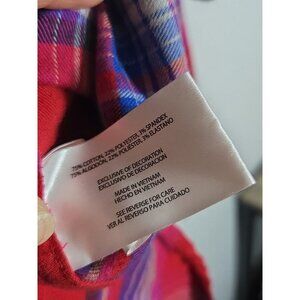 75% COTTON, 22% POLYESTER, 3% SPANDEX
75% ALGODÓN, 22% POLIÉSTER, 3% ELASTANO
EXCLUSIVE OF DECORATION
EXCLUSIVO DE DECORACIÓN
MADE IN VIETNAM
HECHO EN VIETNAM
SEE REVERSE FOR CARE
VER AL REVERSO PARA CUIDADO